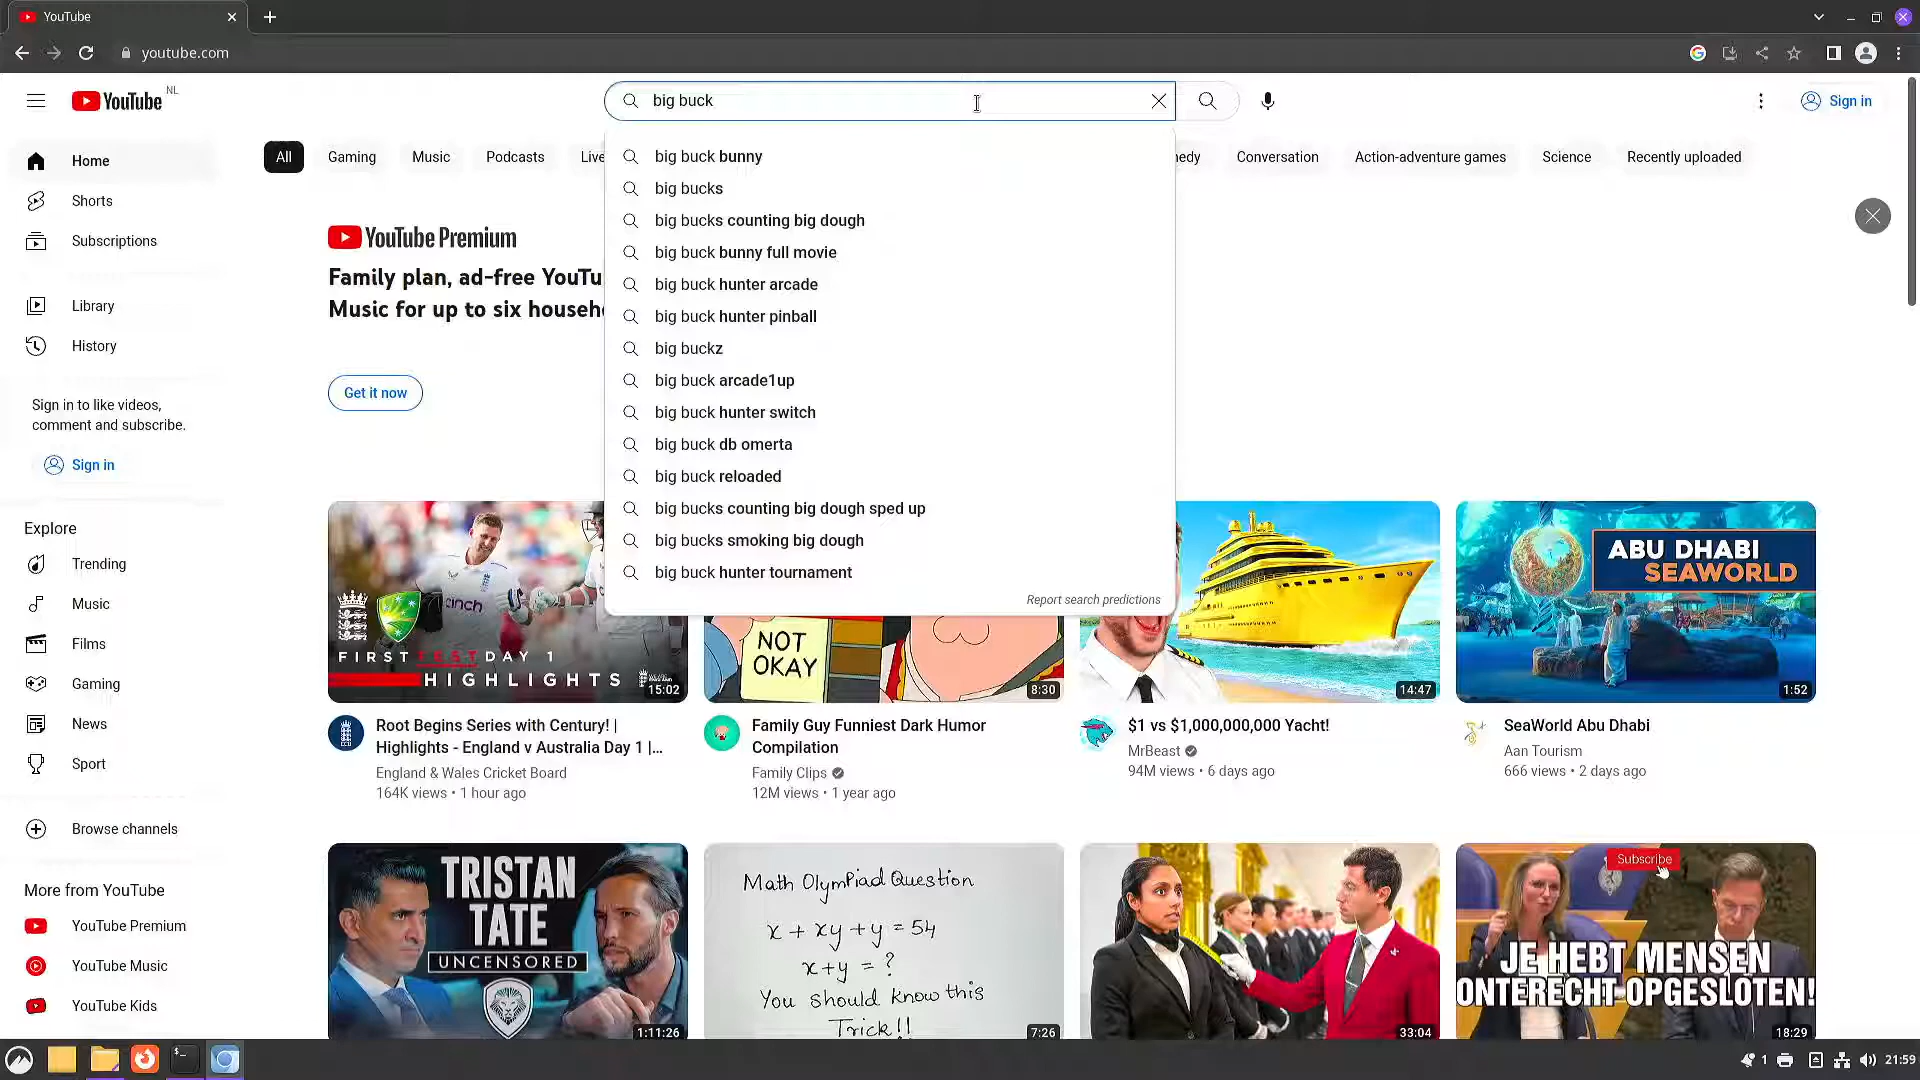 YouTube
youtube.com
YouTube NL
big buck
Sign in
Home
Shorts
Subscriptions
Library
History
Sign in to like videos,
comment and subscribe.
Sign in
Explore
Trending
Music
Films
Gaming
News
Sport
Browse channels
More from YouTube
YouTube Premium
YouTube Music
YouTube Kids
All
Gaming
Music
Podcasts
Live
Conversation
Action-adventure games
Science
Recently uploaded
YouTube Premium
Family plan, ad-free YouTu
Music for up to six househo
Get it now
big buck bunny
big bucks
big bucks counting big dough
big buck bunny full movie
big buck hunter arcade
big buck hunter pinball
big buckz
big buck arcade1up
big buck hunter switch
big buck db omerta
big buck reloaded
big bucks counting big dough sped up
big bucks smoking big dough
big buck hunter tournament
Report search predictions
cinch
FIRST TEST DAY 1
HIGHLIGHTS
15:02
Root Begins Series with Century! |
Highlights - England v Australia Day 1 |...
England & Wales Cricket Board
164K views • 1 hour ago
NOT
OKAY
8:30
Family Guy Funniest Dark Humor
Compilation
Family Clips
12M views • 1 year ago
14:47
$1 vs $1,000,000,000 Yacht!
MrBeast
94M views • 6 days ago
ABU DHABI
SEAWORLD
1:52
SeaWorld Abu Dhabi
Aan Tourism
666 views • 2 days ago
TRISTAN
TATE
UNCENSORED
1:11:26
Math Olympiad Question
x + xy + y = 54
x+y = ?
You should know this
Trick!!
7:26
33:04
Subscribe
JE HEBT MENSEN
ONTERECHT OPGESLOTEN!
18:29
1
21:59